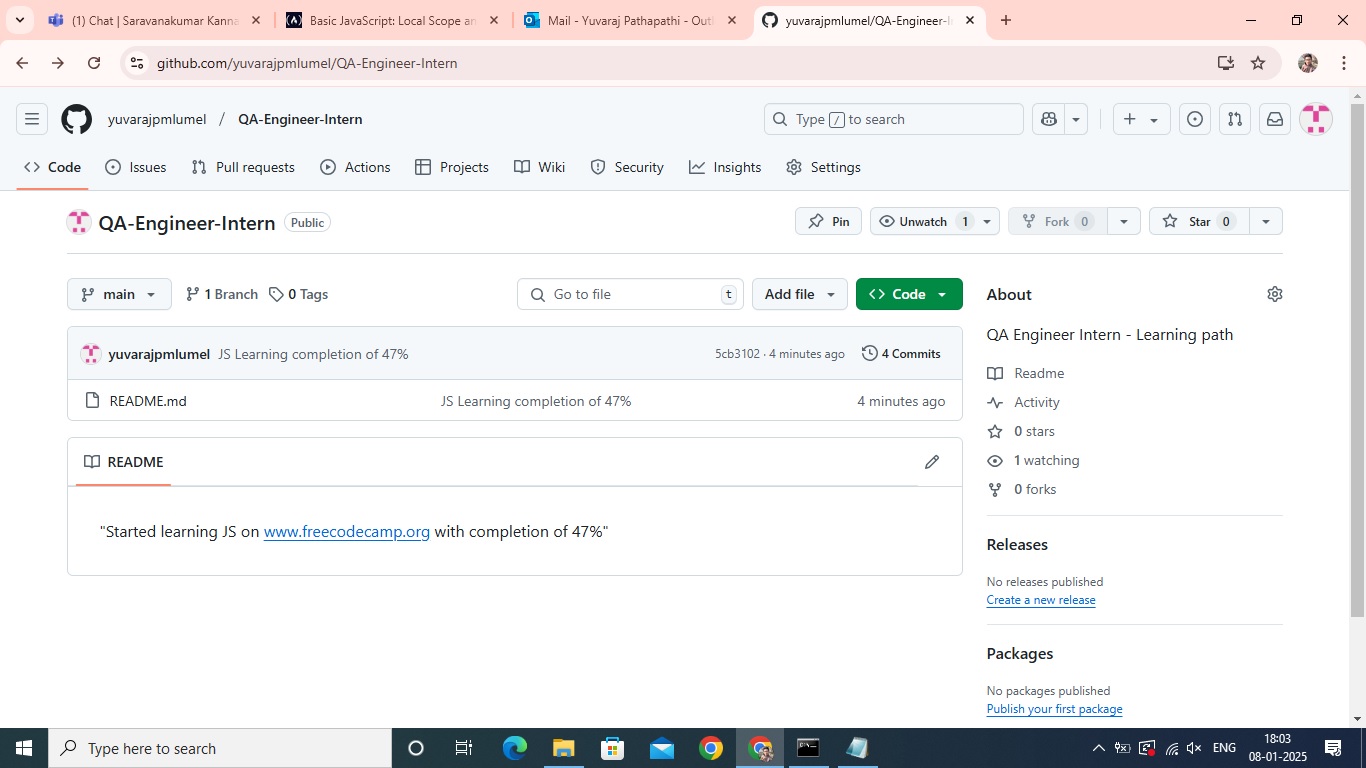 (1) Chat | Saravanakumar Kanna
Basic JavaScript: Local Scope an
Mail - Yuvaraj Pathapathi - Outl
yuvarajpmlumel/QA-Engineer-I
github.com/yuvarajpmlumel/QA-Engineer-Intern
yuvarajpmlumel / QA-Engineer-Intern
Type / to search
Code Issues Pull requests Actions Projects Wiki Security Insights Settings
QA-Engineer-Intern Public
Pin Unwatch 1 Fork 0 Star 0
main 1 Branch 0 Tags
Go to file t
Add file
<> Code
yuvarajpmlumel JS Learning completion of 47% 5cb3102 · 4 minutes ago 4 Commits
README.md JS Learning completion of 47% 4 minutes ago
README
"Started learning JS on www.freecodecamp.org with completion of 47%"
About
QA Engineer Intern - Learning path
Readme
Activity
0 stars
1 watching
0 forks
Releases
No releases published
Create a new release
Packages
No packages published
Publish your first package
Type here to search
ENG
18:03
08-01-2025